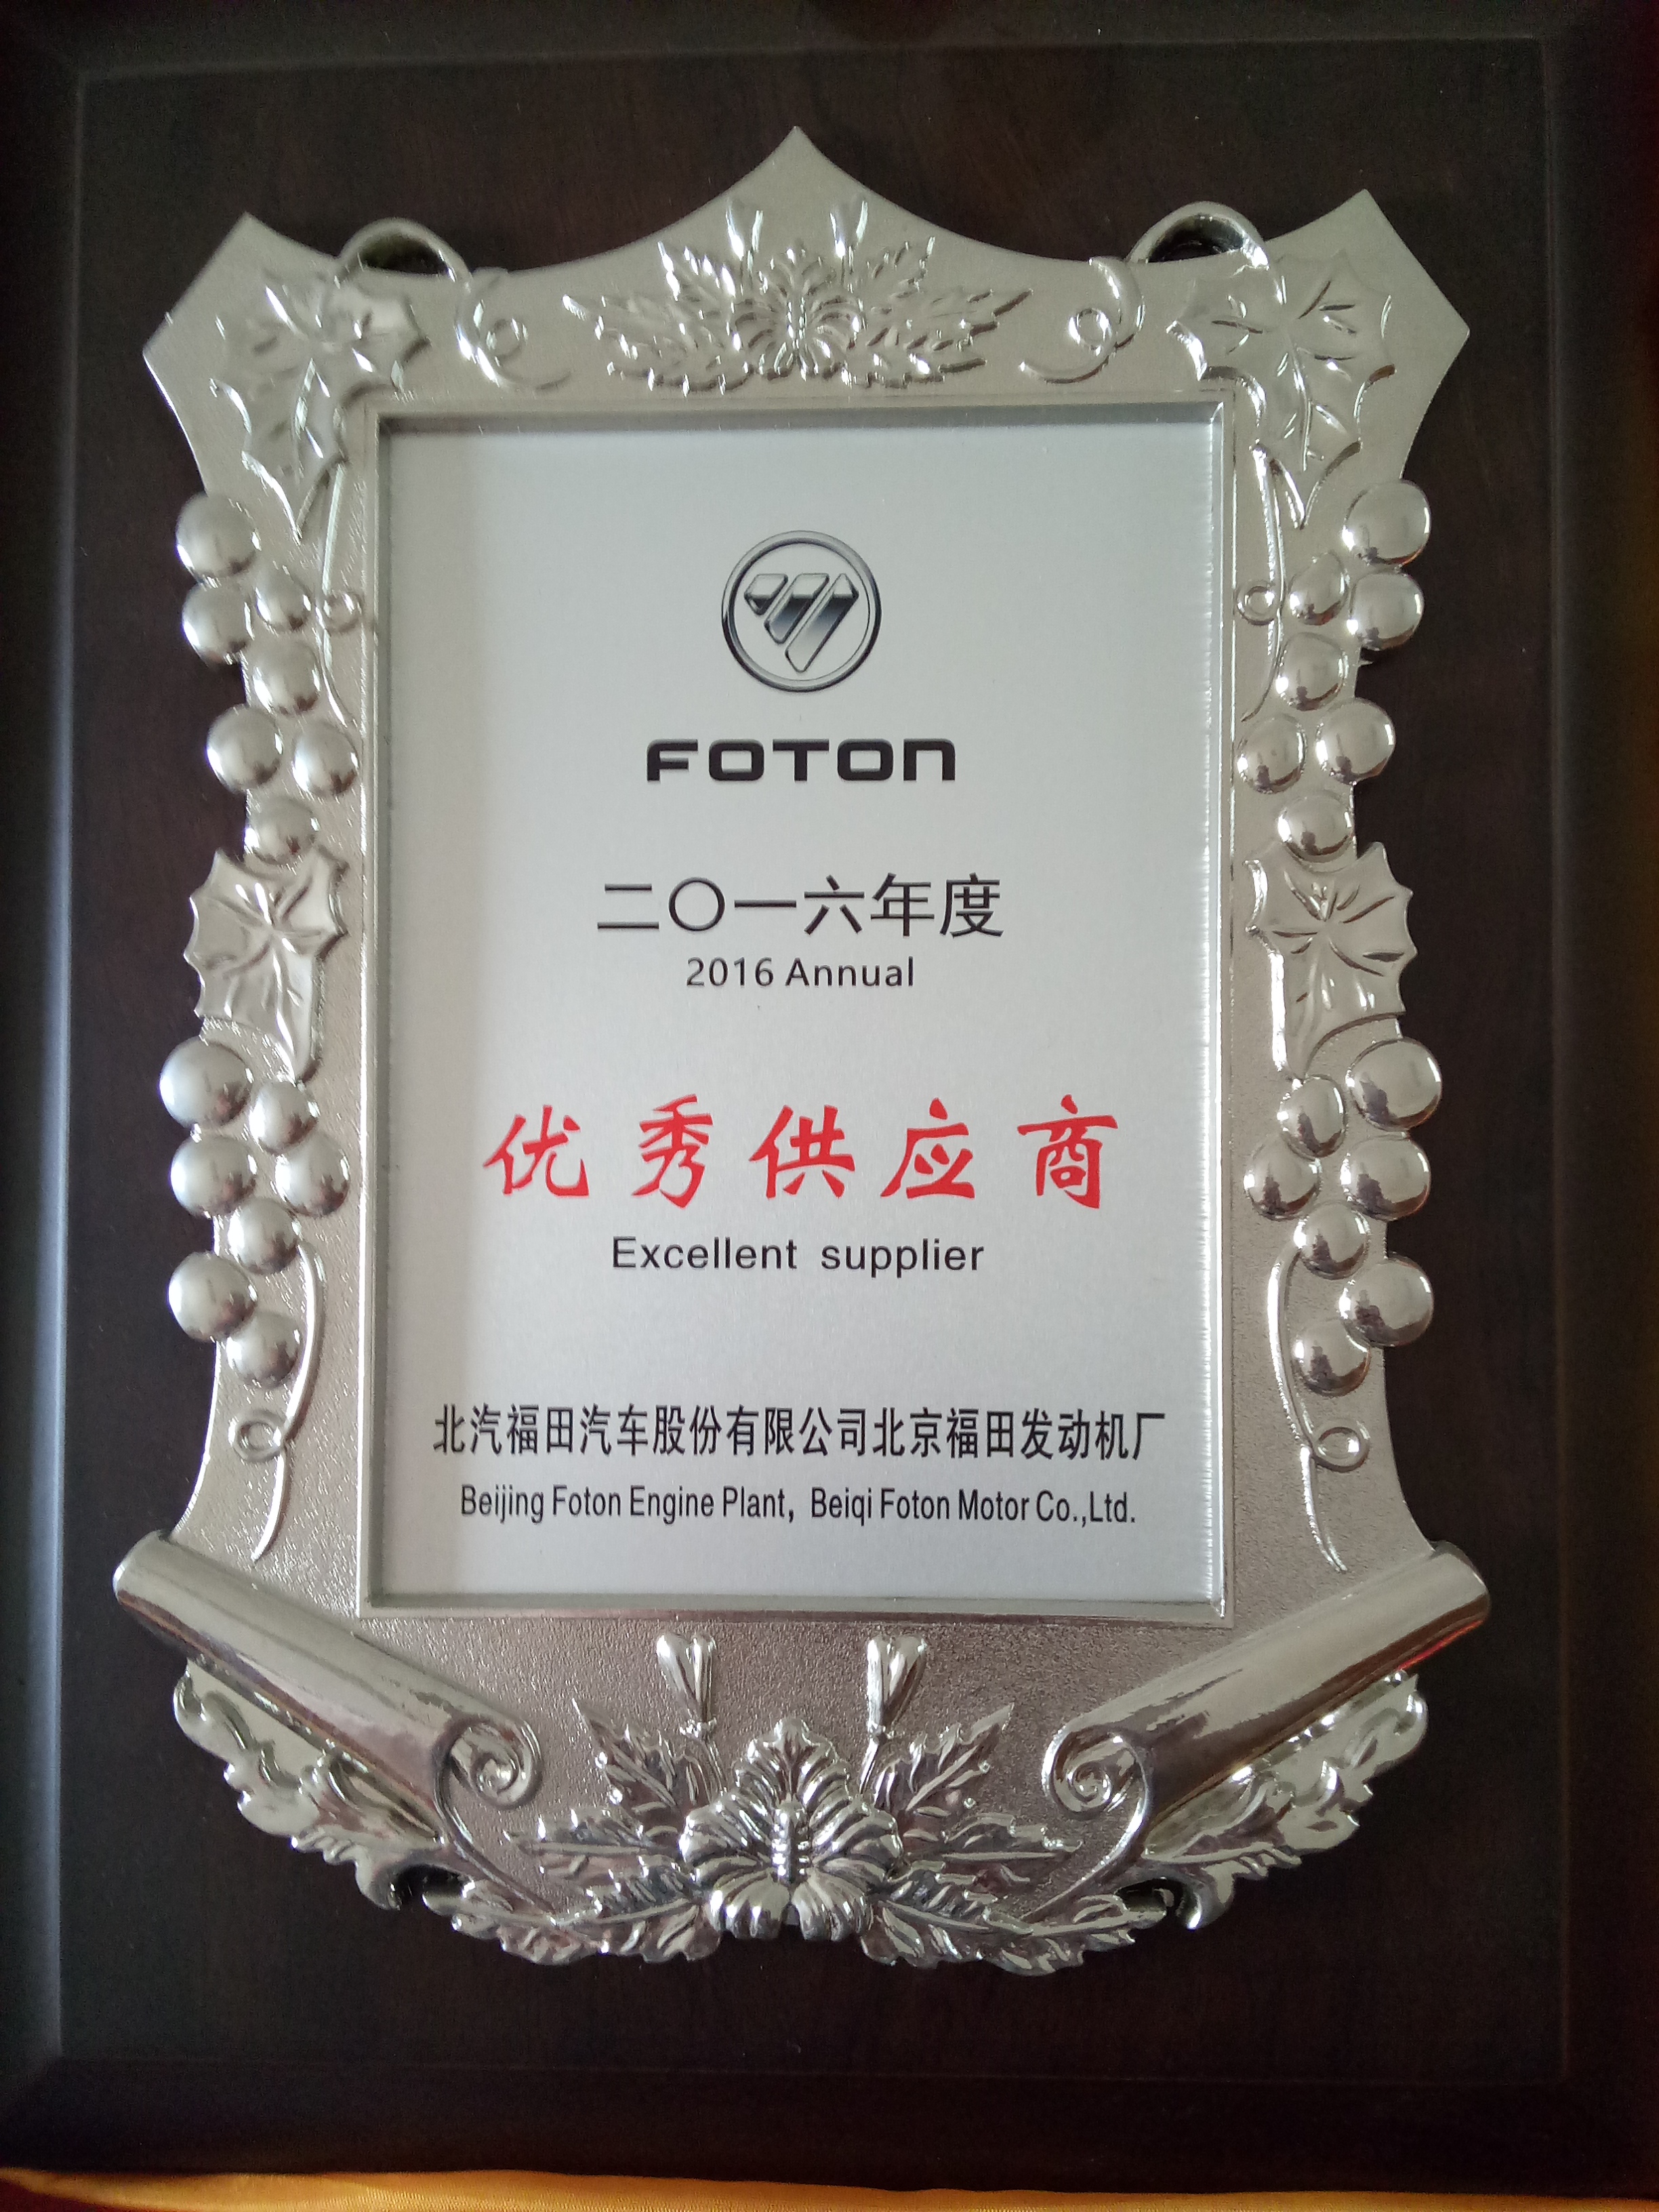 FOTON
二〇一六年度
2016 Annual
优秀供应商
Excellent supplier
北汽福田汽车股份有限公司北京福田发动机厂
Beijing Foton Engine Plant, Beiqi Foton Motor Co.,Ltd.